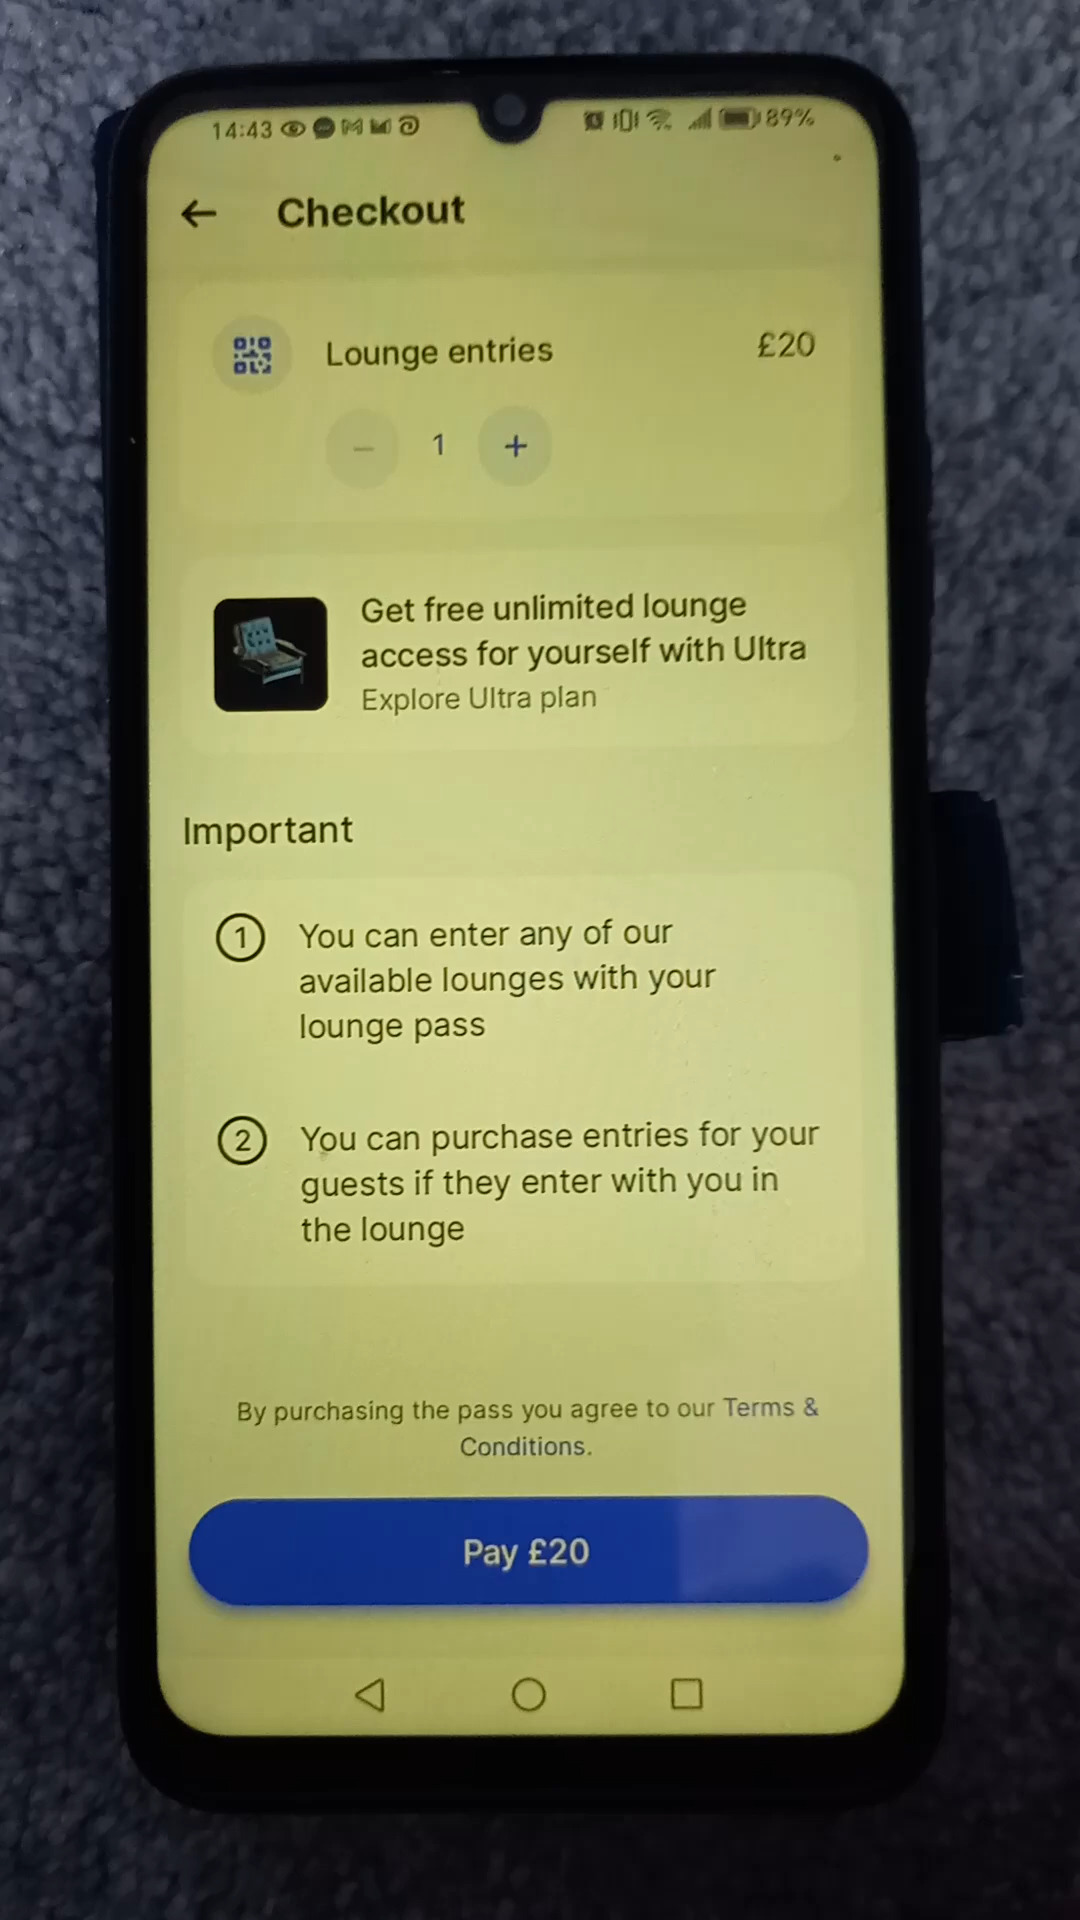 14:43
89%
Checkout
Lounge entries
£20
1
Get free unlimited lounge
access for yourself with Ultra
Explore Ultra plan
Important
1
You can enter any of our
available lounges with your
lounge pass
2
You can purchase entries for your
guests if they enter with you in
the lounge
By purchasing the pass you agree to our Terms &
Conditions.
Pay £20